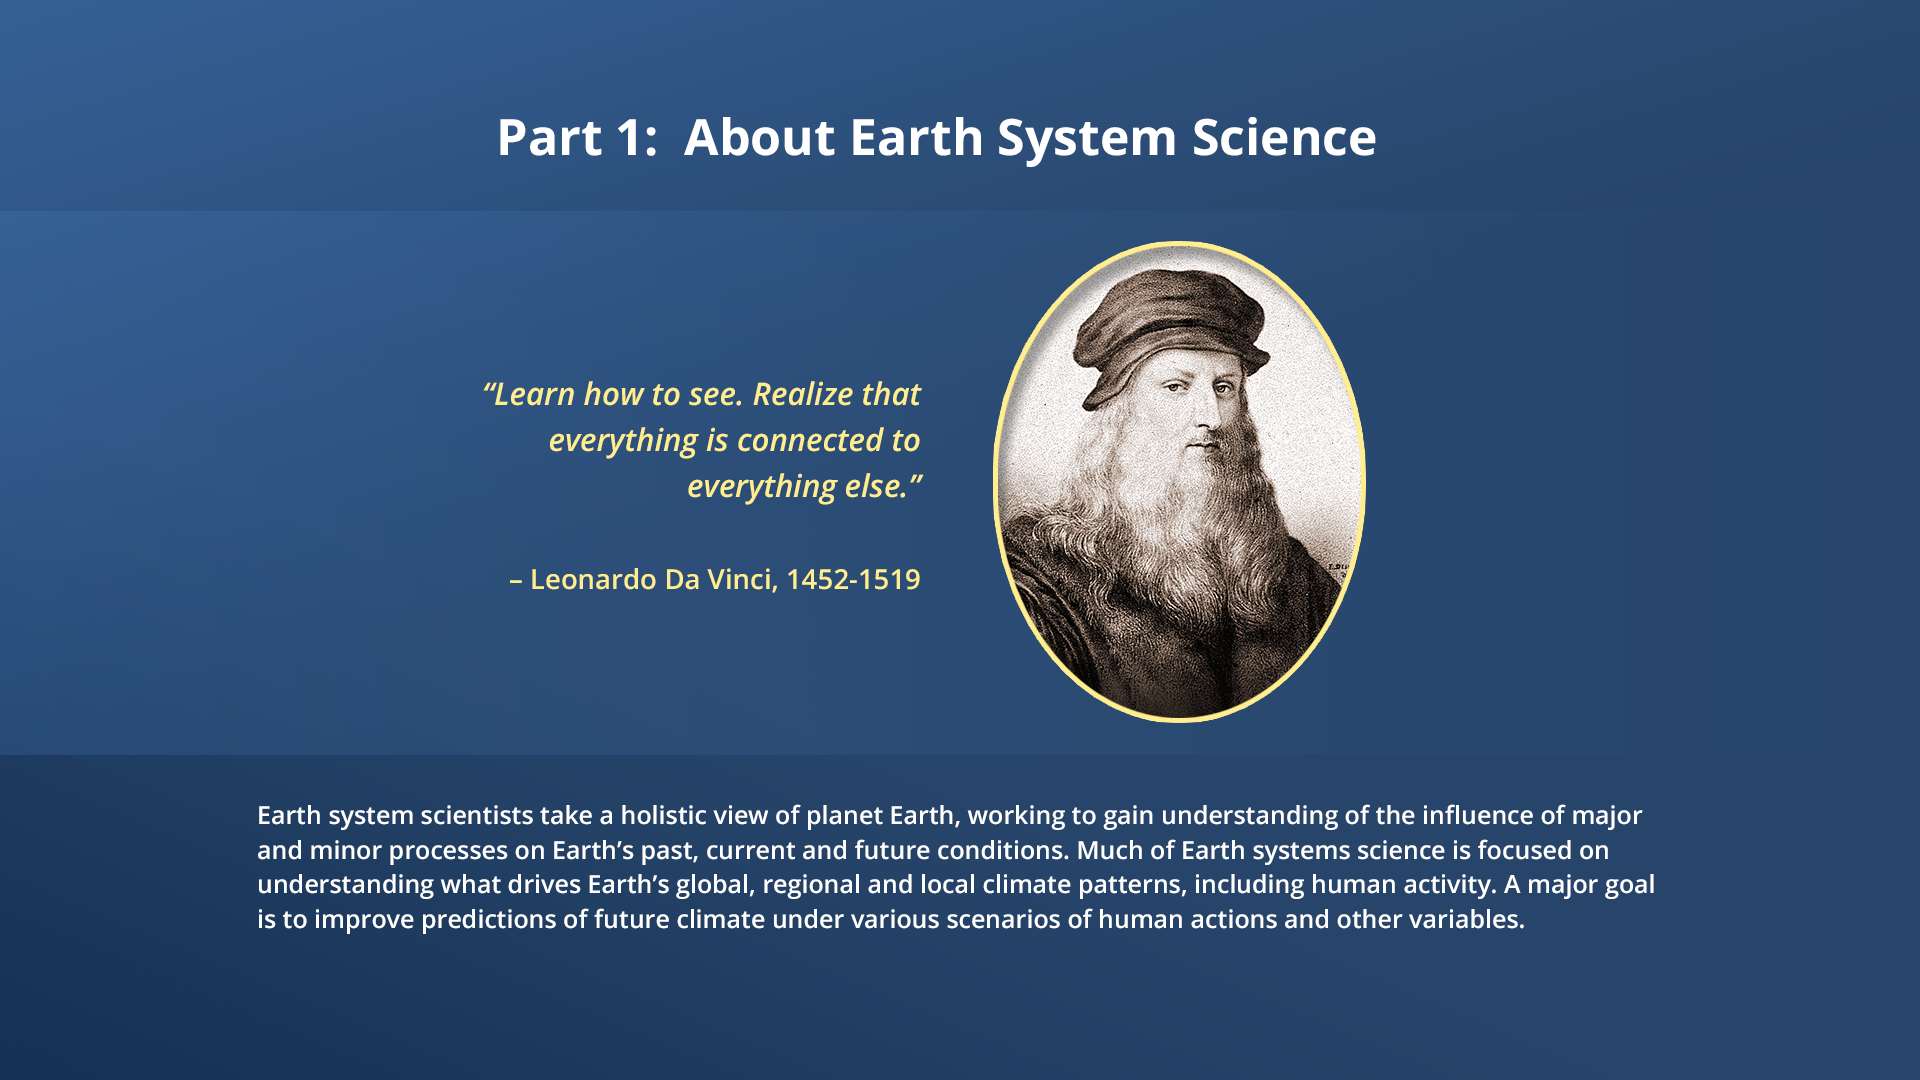 Part 1:  About Earth System Science
“Learn how to see. Realize that
everything is connected to
everything else.”
– Leonardo Da Vinci, 1452-1519
Earth system scientists take a holistic view of planet Earth, working to gain understanding of the influence of major
and minor processes on Earth’s past, current and future conditions. Much of Earth systems science is focused on
understanding what drives Earth’s global, regional and local climate patterns, including human activity. A major goal
is to improve predictions of future climate under various scenarios of human actions and other variables.